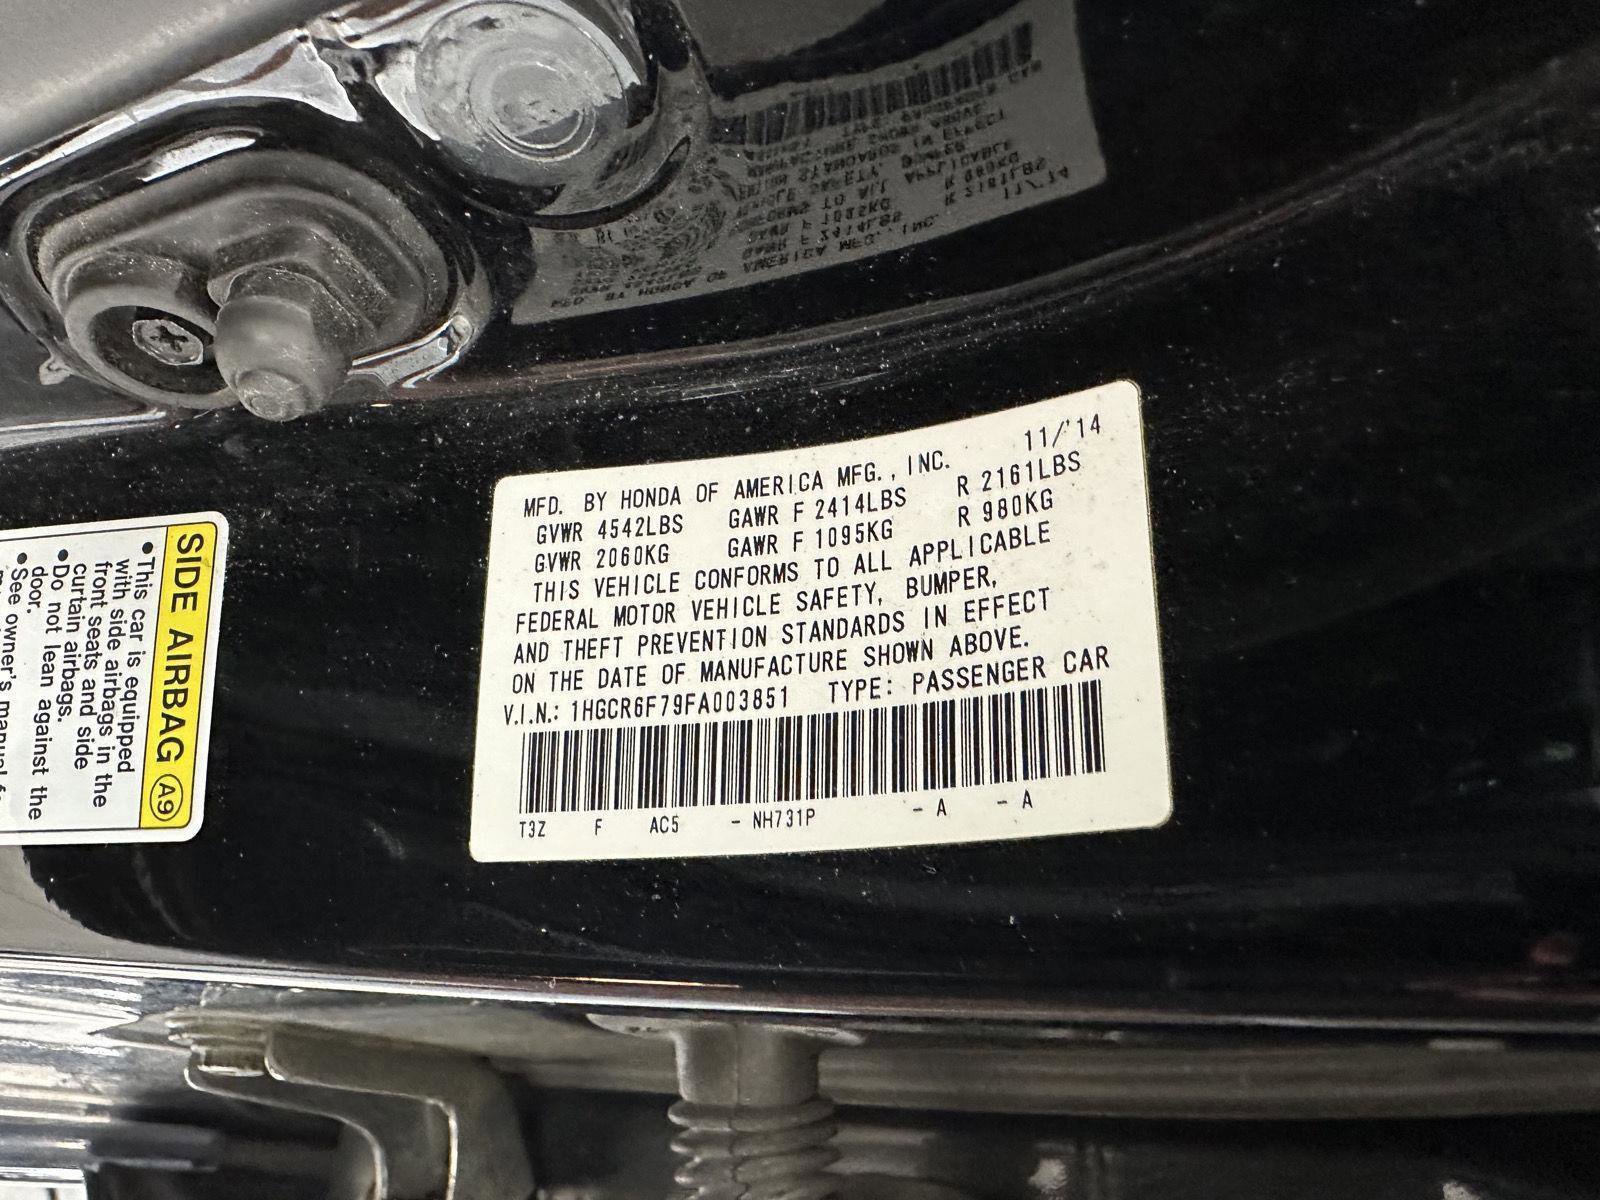 MFD. BY HONDA OF AMERICA MFG., INC. 11/'14
GVWR 4542LBS GAWR F 2414LBS R 2161LBS
GVWR 2060KG GAWR F 1095KG R 980KG
THIS VEHICLE CONFORMS TO ALL APPLICABLE
FEDERAL MOTOR VEHICLE SAFETY, BUMPER,
AND THEFT PREVENTION STANDARDS IN EFFECT
ON THE DATE OF MANUFACTURE SHOWN ABOVE.
V.I.N.: 1HGCR6F79FA003851 TYPE: PASSENGER CAR
T3Z F AC5 - NH731P - A - A
SIDE AIRBAG A9
•This car is equipped
with side airbags in the
front seats and side
curtain airbags.
•Do not lean against the
door.
•See owner's manual